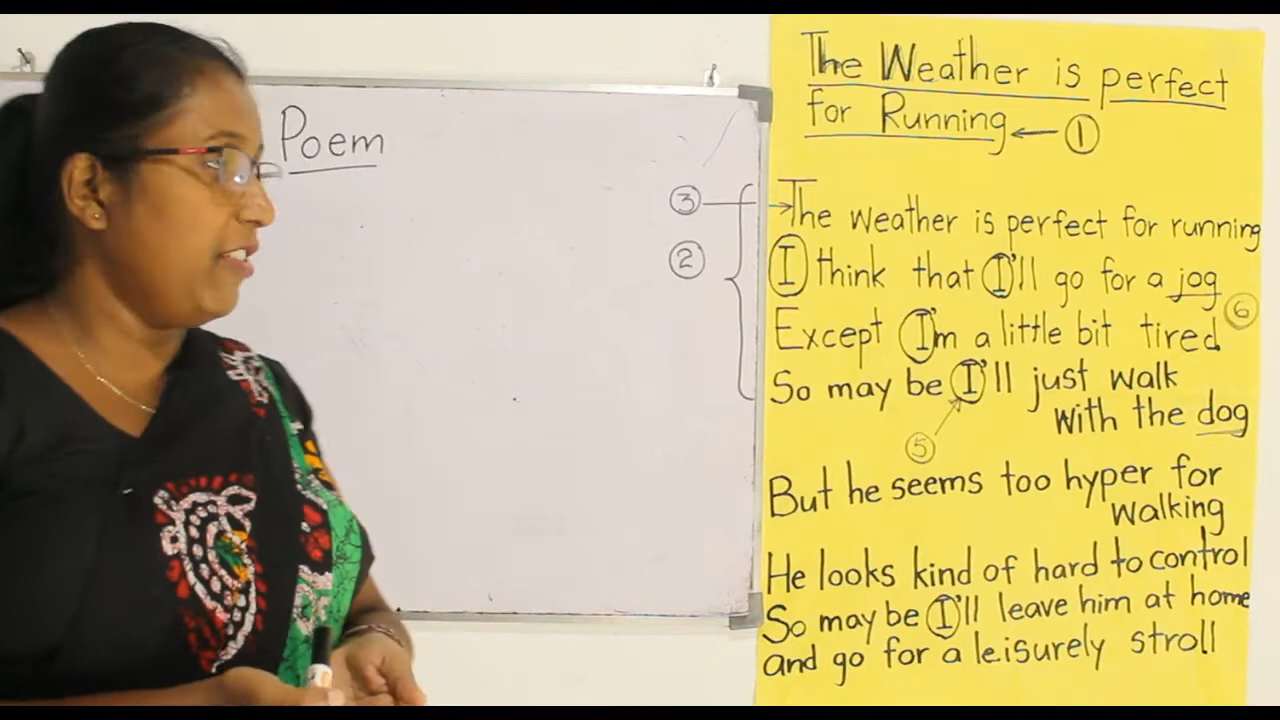 Poem
The Weather is perfect
for Running ← ①
③
The weather is perfect for running
②
I think that I'll go for a jog
⑥
Except I'm a little bit tired
So may be I'll just walk
with the dog
⑤
But he seems too hyper for
walking
He looks kind of hard to control
So may be I'll leave him at home
and go for a leisurely stroll